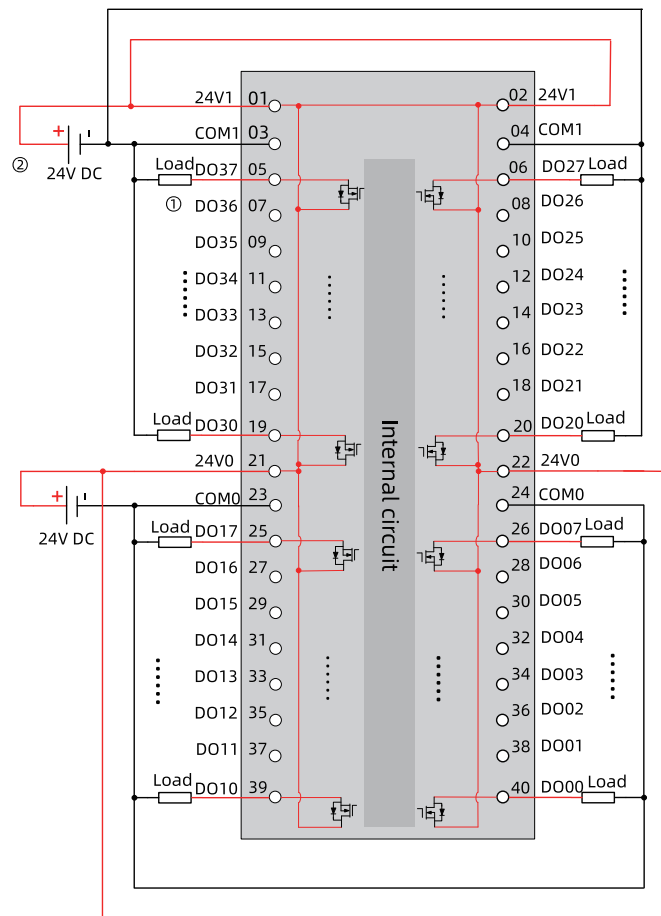 24V1 01 02 24V1
+ - COM1 03 04 COM1
② 24V DC Load DO37 05 06 DO27 Load
① DO36 07 08 DO26
DO35 09 10 DO25
DO34 11 12 DO24
DO33 13 14 DO23
DO32 15 16 DO22
DO31 17 18 DO21
Load DO30 19 20 DO20 Load
24V0 21 22 24V0
+ - COM0 23 24 COM0
24V DC Load DO17 25 26 DO07 Load
DO16 27 28 DO06
DO15 29 30 DO05
DO14 31 32 DO04
DO13 33 34 DO03
DO12 35 36 DO02
DO11 37 38 DO01
Load DO10 39 40 DO00 Load
Internal circuit